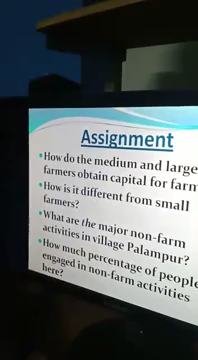 Assignment
• How do the medium and large
farmers obtain capital for farm
• How is it different from small
farmers?
• What are the major non-farm
activities in village Palampur?
• How much percentage of people
engaged in non-farm activities
here?